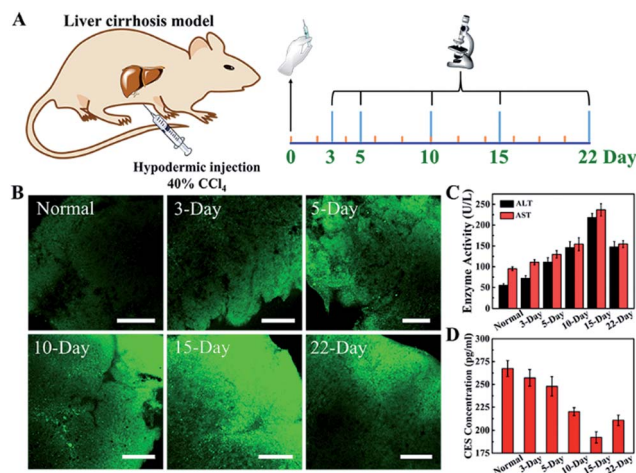 A
Liver cirrhosis model
Hypodermic injection
40% CCl₄
0 3 5 10 15 22 Day
B
Normal
3-Day
5-Day
10-Day
15-Day
22-Day
C
Enzyme Activity (U/L)
250
200
150
100
50
0
ALT
AST
Normal 3-Day 5-Day 10-Day 15-Day 22-Day
D
CES Concentration (pg/ml)
275
250
225
200
175
Normal 3-Day 5-Day 10-Day 15-Day 22-Day